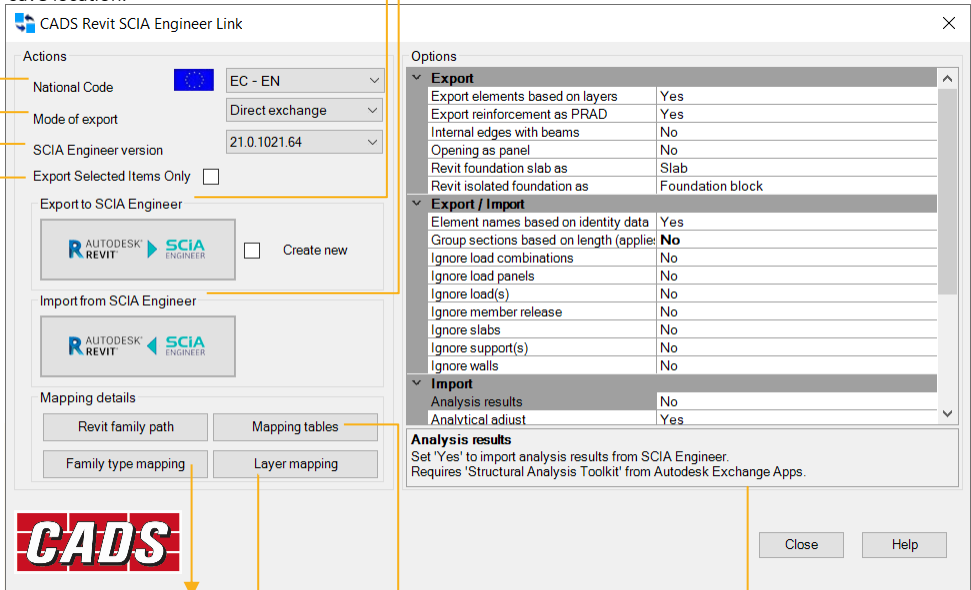 save location.
CADS Revit SCIA Engineer Link
Actions
National Code
EC - EN
Mode of export
Direct exchange
SCIA Engineer version
21.0.1021.64
Export Selected Items Only
Export to SCIA Engineer
R AUTODESK® REVIT® SCiA ENGINEER
Create new
Import from SCIA Engineer
R AUTODESK® REVIT® SCiA ENGINEER
Mapping details
Revit family path
Mapping tables
Family type mapping
Layer mapping
CADS
Options
Export
Export elements based on layers Yes
Export reinforcement as PRAD Yes
Internal edges with beams No
Opening as panel No
Revit foundation slab as Slab
Revit isolated foundation as Foundation block
Export / Import
Element names based on identity data Yes
Group sections based on length (applies No
Ignore load combinations No
Ignore load panels No
Ignore load(s) No
Ignore member release No
Ignore slabs No
Ignore support(s) No
Ignore walls No
Import
Analysis results No
Analytical adjust Yes
Analysis results
Set 'Yes' to import analysis results from SCIA Engineer.
Requires 'Structural Analysis Toolkit' from Autodesk Exchange Apps.
Close
Help